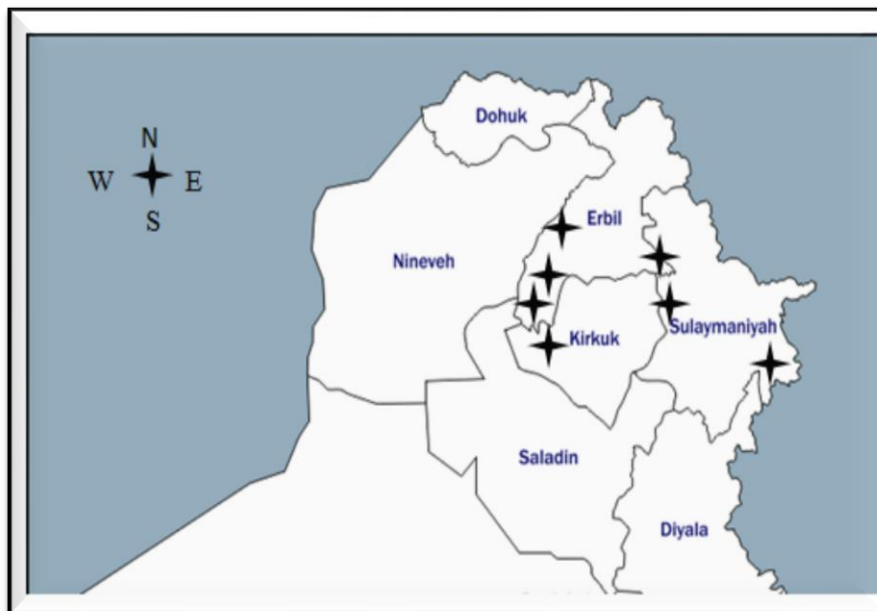 Dohuk
N
W E
S
Erbil
Nineveh
Sulaymaniyah
Kirkuk
Saladin
Diyala